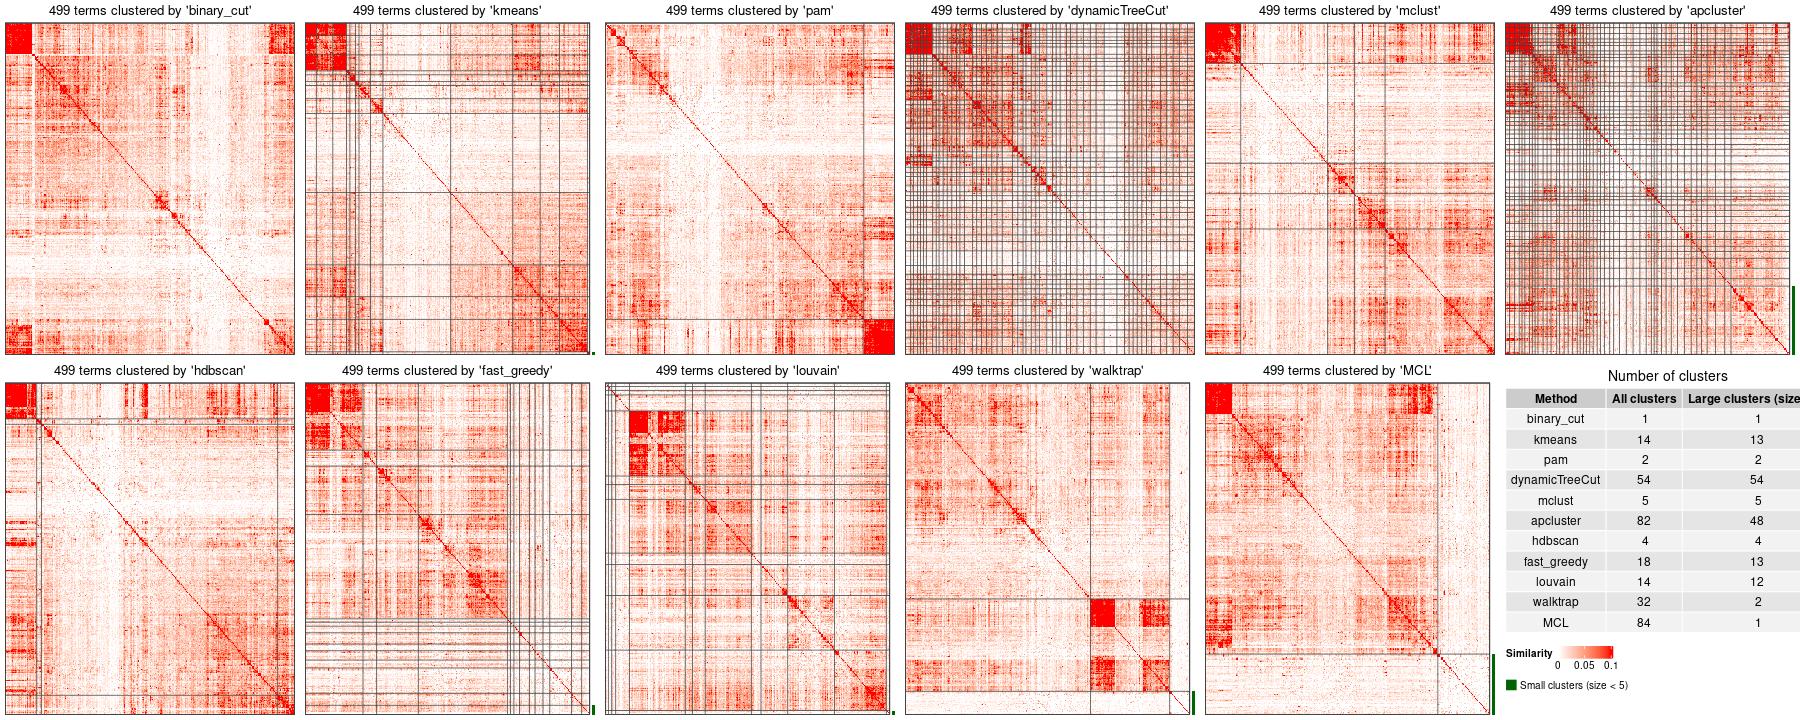 499 terms clustered by 'binary_cut'
499 terms clustered by 'kmeans'
499 terms clustered by 'pam'
499 terms clustered by 'dynamicTreeCut'
499 terms clustered by 'mclust'
499 terms clustered by 'apcluster'
499 terms clustered by 'hdbscan'
499 terms clustered by 'fast_greedy'
499 terms clustered by 'louvain'
499 terms clustered by 'walktrap'
499 terms clustered by 'MCL'
Number of clusters
Method All clusters Large clusters (size
binary_cut 1 1
kmeans 14 13
pam 2 2
dynamicTreeCut 54 54
mclust 5 5
apcluster 82 48
hdbscan 4 4
fast_greedy 18 13
louvain 14 12
walktrap 32 2
MCL 84 1
Similarity
0 0.05 0.1
Small clusters (size < 5)